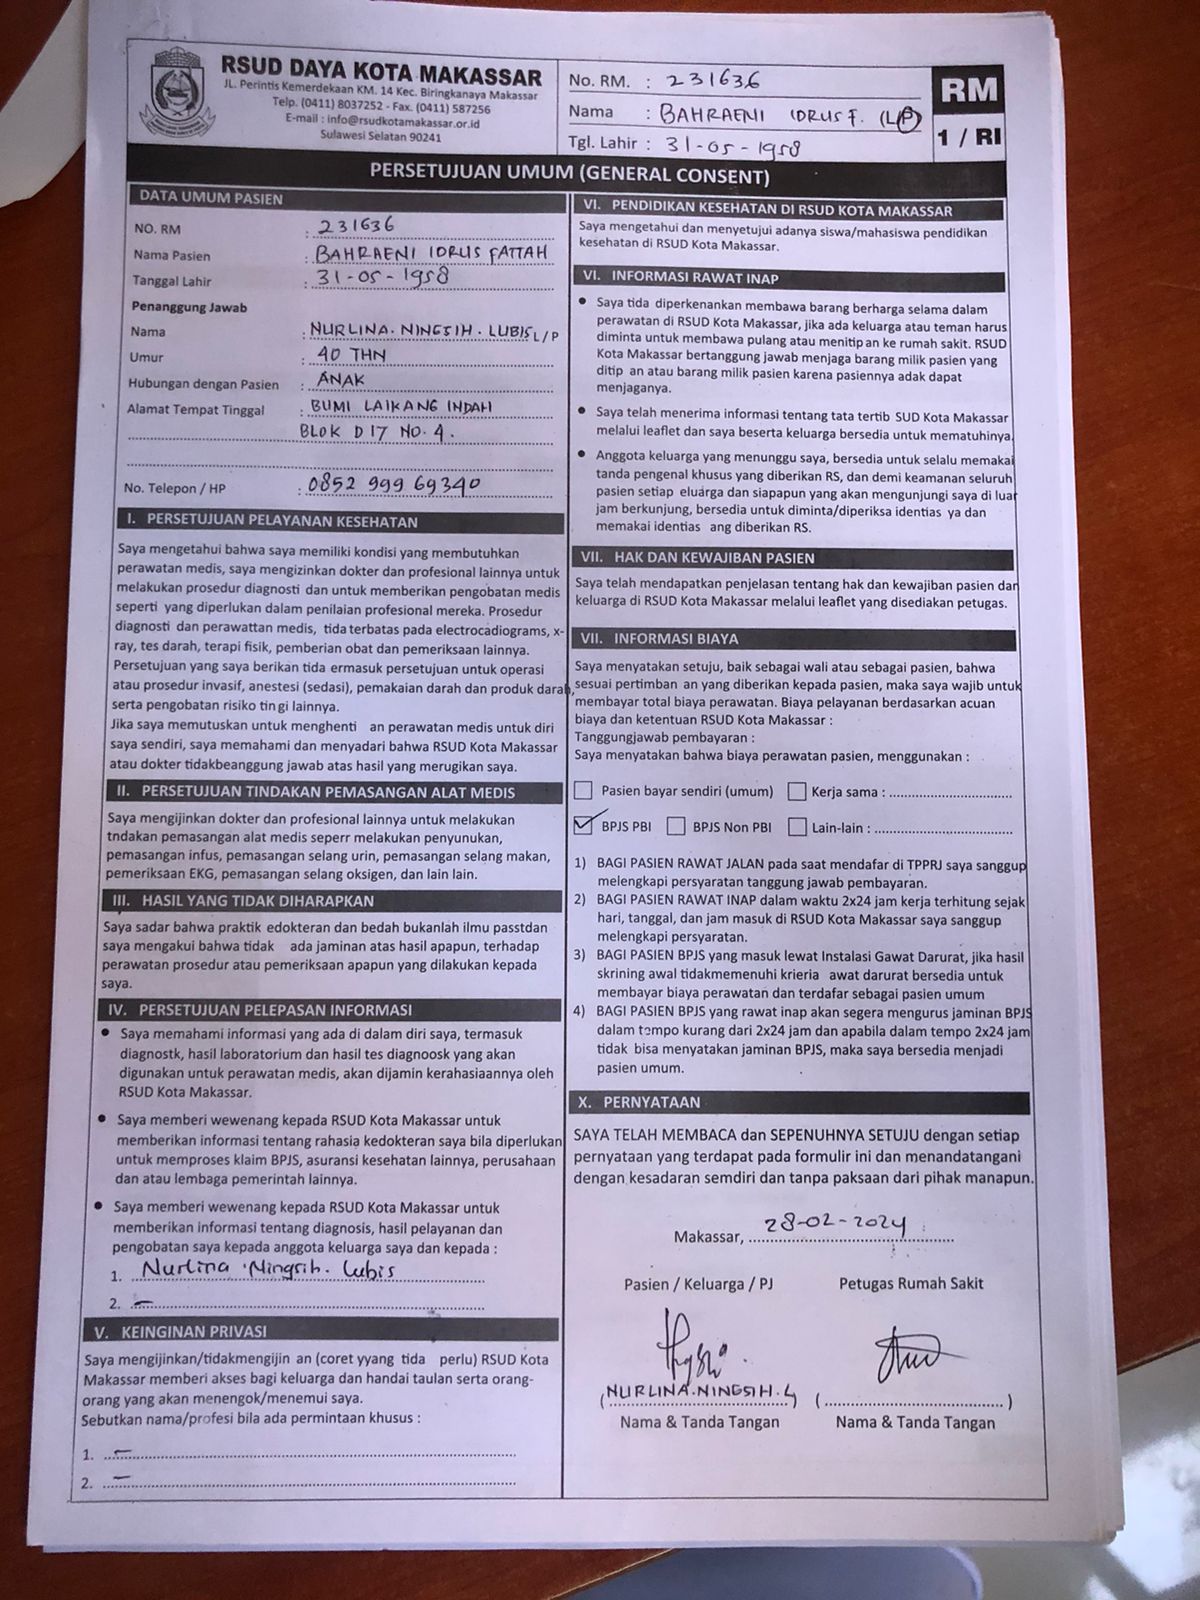 RSUD DAYA KOTA MAKASSAR
JL. Perintis Kemerdekaan KM. 14 Kec. Biringkanaya Makassar
Telp. (0411) 8037252 - Fax. (0411) 587256
E-mail : info@rsudkotamakassar.or.id
Sulawesi Selatan 90241
No. RM. : 231636
Nama : BAHRAENI IDRUS F. (L/P)
Tgl. Lahir : 31-05-1958
RM
1 / RI
PERSETUJUAN UMUM (GENERAL CONSENT)
DATA UMUM PASIEN
NO. RM : 231636
Nama Pasien : BAHRAENI IDRUS FATTAH
Tanggal Lahir : 31-05-1958
Penanggung Jawab
Nama : NURLINA. NINGSIH. LUBIS L / P
Umur : 40 THN
Hubungan dengan Pasien : ANAK
Alamat Tempat Tinggal : BUMI LAIKANG INDAH
BLOK D17 NO. 4.
No. Telepon / HP : 0852 999 69340
I. PERSETUJUAN PELAYANAN KESEHATAN
Saya mengetahui bahwa saya memiliki kondisi yang membutuhkan
perawatan medis, saya mengizinkan dokter dan profesional lainnya untuk
melakukan prosedur diagnosti dan untuk memberikan pengobatan medis
seperti yang diperlukan dalam penilaian profesional mereka. Prosedur
diagnosti dan perawattan medis, tida terbatas pada electrocadiograms, x-
ray, tes darah, terapi fisik, pemberian obat dan pemeriksaan lainnya.
Persetujuan yang saya berikan tida ermasuk persetujuan untuk operasi
atau prosedur invasif, anestesi (sedasi), pemakaian darah dan produk darah,
serta pengobatan risiko tin gi lainnya.
Jika saya memutuskan untuk menghenti an perawatan medis untuk diri
saya sendiri, saya memahami dan menyadari bahwa RSUD Kota Makassar
atau dokter tidakbeanggung jawab atas hasil yang merugikan saya.
II. PERSETUJUAN TINDAKAN PEMASANGAN ALAT MEDIS
Saya mengijinkan dokter dan profesional lainnya untuk melakukan
tndakan pemasangan alat medis seperr melakukan penyunukan,
pemasangan infus, pemasangan selang urin, pemasangan selang makan,
pemeriksaan EKG, pemasangan selang oksigen, dan lain lain.
III. HASIL YANG TIDAK DIHARAPKAN
Saya sadar bahwa praktik edokteran dan bedah bukanlah ilmu passtdan
saya mengakui bahwa tidak ada jaminan atas hasil apapun, terhadap
perawatan prosedur atau pemeriksaan apapun yang dilakukan kepada
saya.
IV. PERSETUJUAN PELEPASAN INFORMASI
• Saya memahami informasi yang ada di dalam diri saya, termasuk
diagnostk, hasil laboratorium dan hasil tes diagnoosk yang akan
digunakan untuk perawatan medis, akan dijamin kerahasiaannya oleh
RSUD Kota Makassar.
• Saya memberi wewenang kepada RSUD Kota Makassar untuk
memberikan informasi tentang rahasia kedokteran saya bila diperlukan
untuk memproses klaim BPJS, asuransi kesehatan lainnya, perusahaan
dan atau lembaga pemerintah lainnya.
• Saya memberi wewenang kepada RSUD Kota Makassar untuk
memberikan informasi tentang diagnosis, hasil pelayanan dan
pengobatan saya kepada anggota keluarga saya dan kepada :
1. Nurlina Ningsih. Lubis
2. –
V. KEINGINAN PRIVASI
Saya mengijinkan/tidakmengijin an (coret yyang tida perlu) RSUD Kota
Makassar memberi akses bagi keluarga dan handai taulan serta orang-
orang yang akan menengok/menemui saya.
Sebutkan nama/profesi bila ada permintaan khusus :
1. –
2. –
VI. PENDIDIKAN KESEHATAN DI RSUD KOTA MAKASSAR
Saya mengetahui dan menyetujui adanya siswa/mahasiswa pendidikan
kesehatan di RSUD Kota Makassar.
VI. INFORMASI RAWAT INAP
• Saya tida diperkenankan membawa barang berharga selama dalam
perawatan di RSUD Kota Makassar, jika ada keluarga atau teman harus
diminta untuk membawa pulang atau menitip an ke rumah sakit. RSUD
Kota Makassar bertanggung jawab menjaga barang milik pasien yang
ditip an atau barang milik pasien karena pasiennya adak dapat
menjaganya.
• Saya telah menerima informasi tentang tata tertib SUD Kota Makassar
melalui leaflet dan saya beserta keluarga bersedia untuk mematuhinya.
• Anggota keluarga yang menunggu saya, bersedia untuk selalu memakai
tanda pengenal khusus yang diberikan RS, dan demi keamanan seluruh
pasien setiap eluarga dan siapapun yang akan mengunjungi saya di luar
jam berkunjung, bersedia untuk diminta/diperiksa identias ya dan
memakai identias ang diberikan RS.
VII. HAK DAN KEWAJIBAN PASIEN
Saya telah mendapatkan penjelasan tentang hak dan kewajiban pasien dan
keluarga di RSUD Kota Makassar melalui leaflet yang disediakan petugas.
VII. INFORMASI BIAYA
Saya menyatakan setuju, baik sebagai wali atau sebagai pasien, bahwa
sesuai pertimban an yang diberikan kepada pasien, maka saya wajib untuk
membayar total biaya perawatan. Biaya pelayanan berdasarkan acuan
biaya dan ketentuan RSUD Kota Makassar :
Tanggungjawab pembayaran :
Saya menyatakan bahwa biaya perawatan pasien, menggunakan :
Pasien bayar sendiri (umum) Kerja sama :
✓ BPJS PBI BPJS Non PBI Lain-lain :
1) BAGI PASIEN RAWAT JALAN pada saat mendafar di TPPRJ saya sanggup
melengkapi persyaratan tanggung jawab pembayaran.
2) BAGI PASIEN RAWAT INAP dalam waktu 2x24 jam kerja terhitung sejak
hari, tanggal, dan jam masuk di RSUD Kota Makassar saya sanggup
melengkapi persyaratan.
3) BAGI PASIEN BPJS yang masuk lewat Instalasi Gawat Darurat, jika hasil
skrining awal tidakmemenuhi krieria awat darurat bersedia untuk
membayar biaya perawatan dan terdafar sebagai pasien umum
4) BAGI PASIEN BPJS yang rawat inap akan segera mengurus jaminan BPJS
dalam tempo kurang dari 2x24 jam dan apabila dalam tempo 2x24 jam
tidak bisa menyatakan jaminan BPJS, maka saya bersedia menjadi
pasien umum.
X. PERNYATAAN
SAYA TELAH MEMBACA dan SEPENUHNYA SETUJU dengan setiap
pernyataan yang terdapat pada formulir ini dan menandatangani
dengan kesadaran semdiri dan tanpa paksaan dari pihak manapun.
Makassar, 28-02-2024
Pasien / Keluarga / PJ Petugas Rumah Sakit
(NURLINA.NINGSIH.L) ( )
Nama & Tanda Tangan Nama & Tanda Tangan